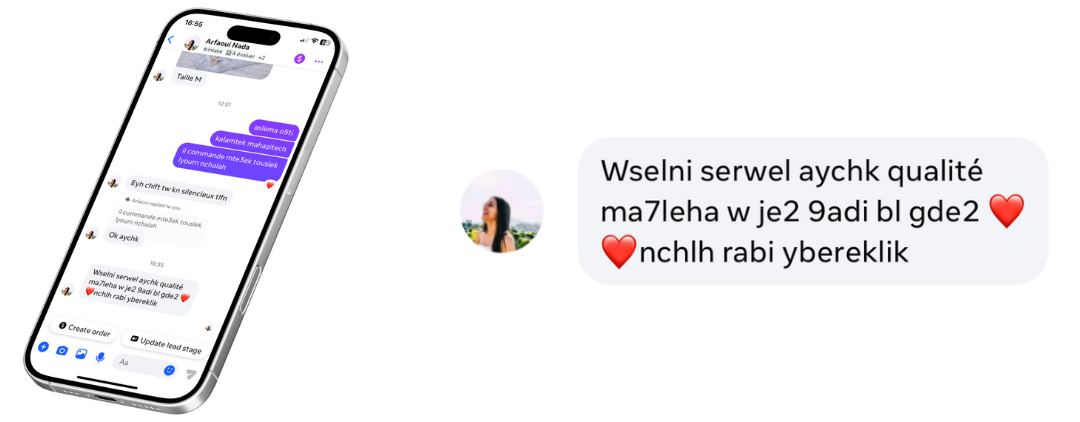 16:55
Arfaoui Nada
Intake
À évaluer +2
Taille M
12:51
aslema o5ti
kalamtek mahazitech
il commande mte3ek touslek
lyoum nchalah
Eyh chift tw kn silencieux tlfn
Arfaoui replied to you
il commande mte3ek touslek
lyoum nchalah
Ok aychk
16:55
Wselni serwel aychk qualité
ma7leha w je2 9adi bl gde2 ❤️
❤️nchlh rabi ybereklik
Create order
Update lead stage
Aa
Wselni serwel aychk qualité
ma7leha w je2 9adi bl gde2 ❤️
❤️nchlh rabi ybereklik